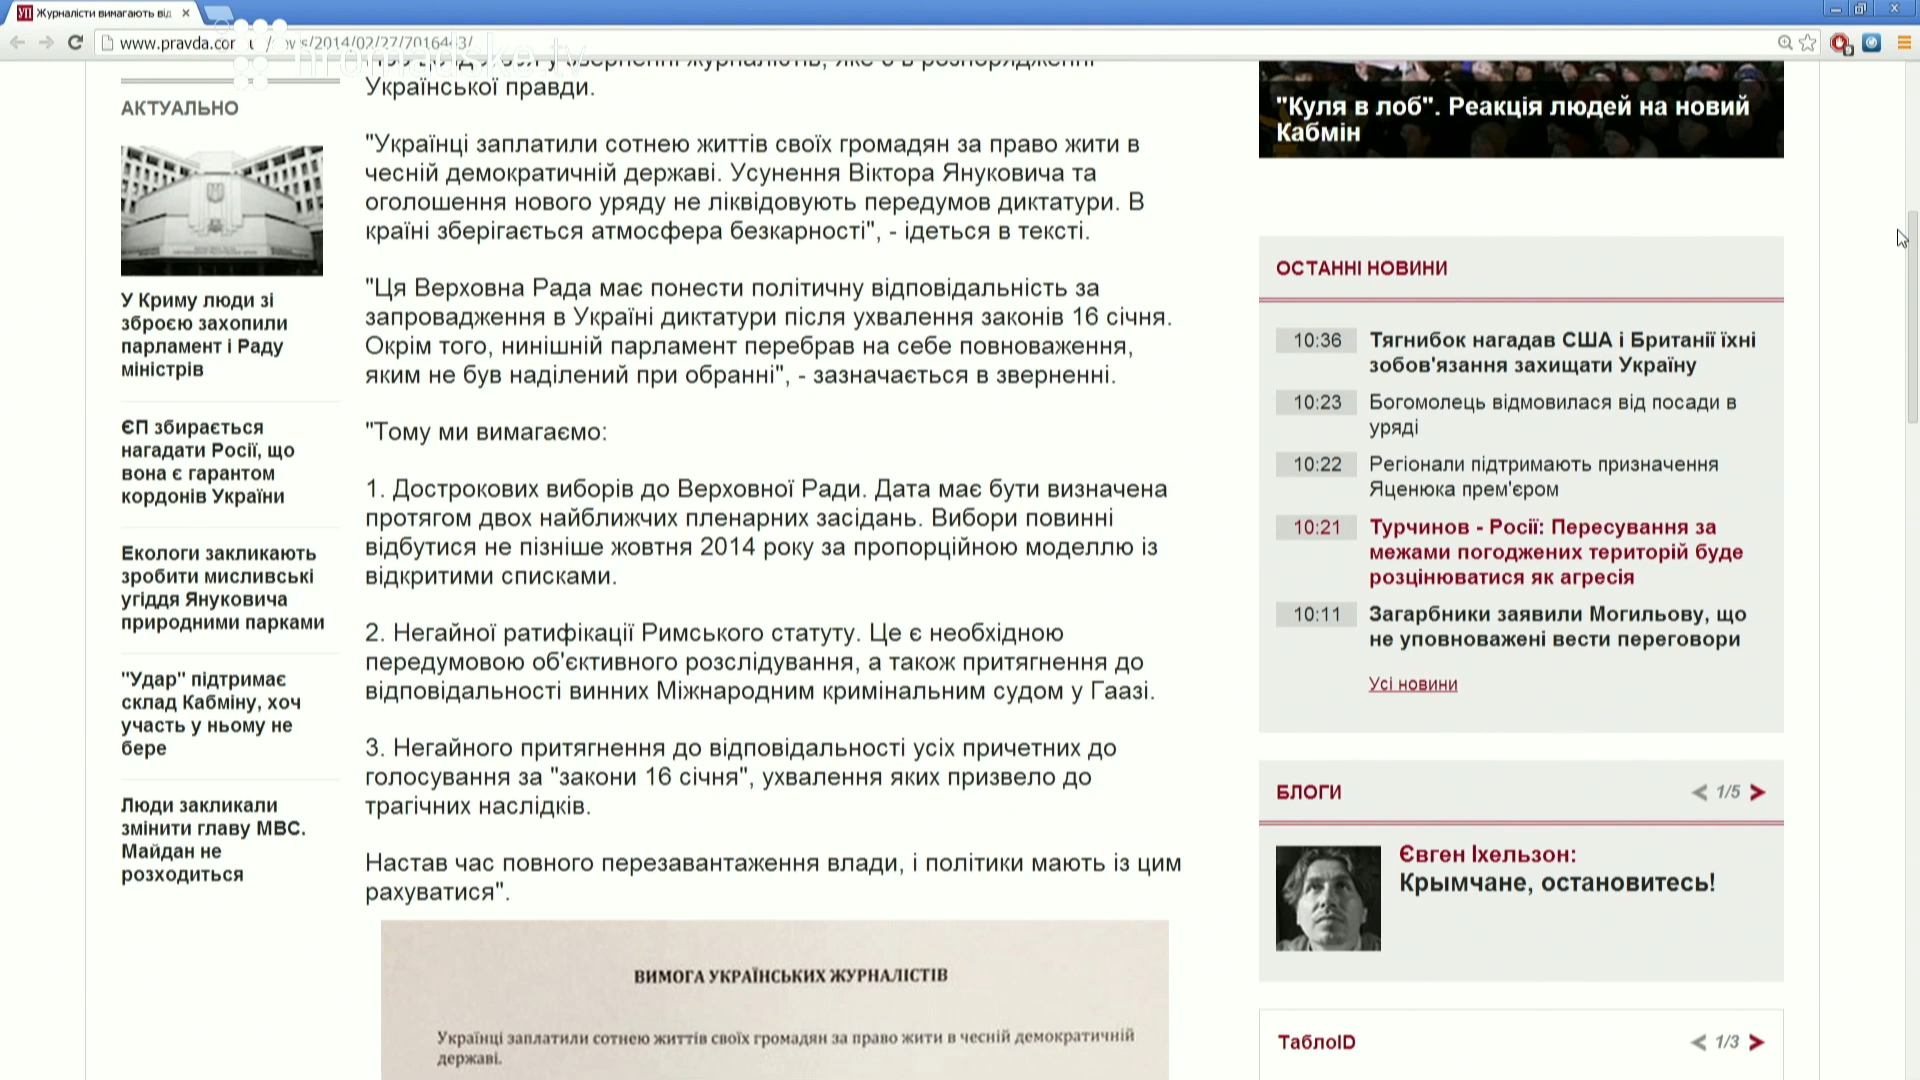 Журналісти вимагають від
hromadske.tv
АКТУАЛЬНО
У Криму люди зі
зброєю захопили
парламент і Раду
міністрів
ЄП збирається
нагадати Росії, що
вона є гарантом
кордонів України
Екологи закликають
зробити мисливські
угіддя Януковича
природними парками
"Удар" підтримає
склад Кабміну, хоч
участь у ньому не
бере
Люди закликали
змінити главу МВС.
Майдан не
розходиться
Української правди.
"Українці заплатили сотнею життів своїх громадян за право жити в
чесній демократичній державі. Усунення Віктора Януковича та
оголошення нового уряду не ліквідовують передумов диктатури. В
країні зберігається атмосфера безкарності", - ідеться в тексті.
"Ця Верховна Рада має понести політичну відповідальність за
запровадження в Україні диктатури після ухвалення законів 16 січня.
Окрім того, нинішній парламент перебрав на себе повноваження,
яким не був наділений при обранні", - зазначається в зверненні.
"Тому ми вимагаємо:
1. Дострокових виборів до Верховної Ради. Дата має бути визначена
протягом двох найближчих пленарних засідань. Вибори повинні
відбутися не пізніше жовтня 2014 року за пропорційною моделлю із
відкритими списками.
2. Негайної ратифікації Римського статуту. Це є необхідною
передумовою об'єктивного розслідування, а також притягнення до
відповідальності винних Міжнародним кримінальним судом у Гаазі.
3. Негайного притягнення до відповідальності усіх причетних до
голосування за "закони 16 січня", ухвалення яких призвело до
трагічних наслідків.
Настав час повного перезавантаження влади, і політики мають із цим
рахуватися".
ВИМОГА УКРАЇНСЬКИХ ЖУРНАЛІСТІВ
Українці заплатили сотнею життів своїх громадян за право жити в чесній демократичній
державі.
"Куля в лоб". Реакція людей на новий
Кабмін
ОСТАННІ НОВИНИ
10:36 Тягнибок нагадав США і Британії їхні
зобов'язання захищати Україну
10:23 Богомолець відмовилася від посади в
уряді
10:22 Регіонали підтримають призначення
Яценюка прем'єром
10:21 Турчинов - Росії: Пересування за
межами погоджених територій буде
розцінюватися як агресія
10:11 Загарбники заявили Могильову, що
не уповноважені вести переговори
Усі новини
БЛОГИ 1/5
Євген Іхельзон:
Крымчане, остановитесь!
ТаблоID 1/3